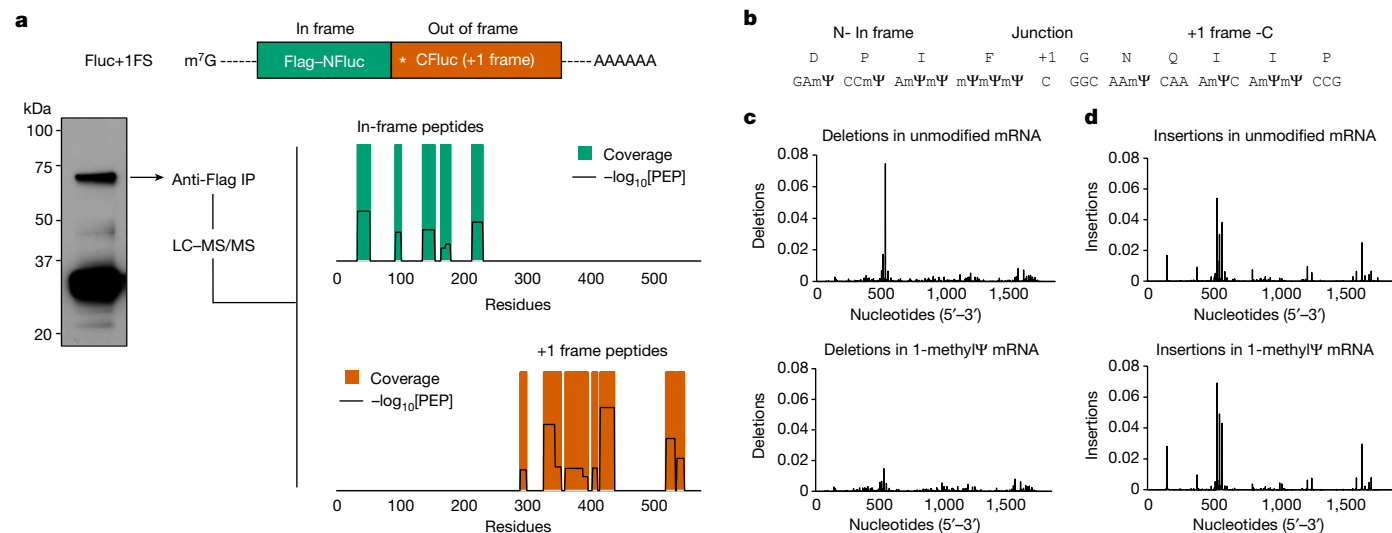 a
In frame
Out of frame
Fluc+1FS
m⁷G
Flag–NFluc
* CFluc (+1 frame)
AAAAAA
kDa
100
75
50
37
20
Anti-Flag IP
LC–MS/MS
In-frame peptides
Coverage
–log₁₀[PEP]
0 100 200 300 400 500
Residues
+1 frame peptides
Coverage
–log₁₀[PEP]
0 100 200 300 400 500
Residues
b
N- In frame Junction +1 frame -C
D P I F +1 G N Q I I P
GAmΨ CCmΨ AmΨmΨ mΨmΨmΨ C GGC AAmΨ CAA AmΨC AmΨmΨ CCG
c
Deletions in unmodified mRNA
0.08
0.06
0.04
0.02
0
Deletions
0 500 1,000 1,500
Nucleotides (5′–3′)
Deletions in 1-methylΨ mRNA
0.08
0.06
0.04
0.02
0
Deletions
0 500 1,000 1,500
Nucleotides (5′–3′)
d
Insertions in unmodified mRNA
0.08
0.06
0.04
0.02
0
Insertions
0 500 1,000 1,500
Nucleotides (5′–3′)
Insertions in 1-methylΨ mRNA
0.08
0.06
0.04
0.02
0
Insertions
0 500 1,000 1,500
Nucleotides (5′–3′)